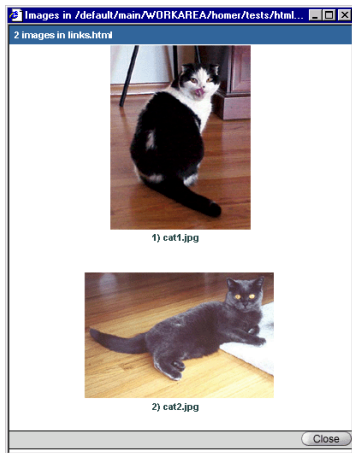 Images in /default/main/WORKAREA/homer/tests/html...
2 images in links.html
1) cat1.jpg
2) cat2.jpg
Close